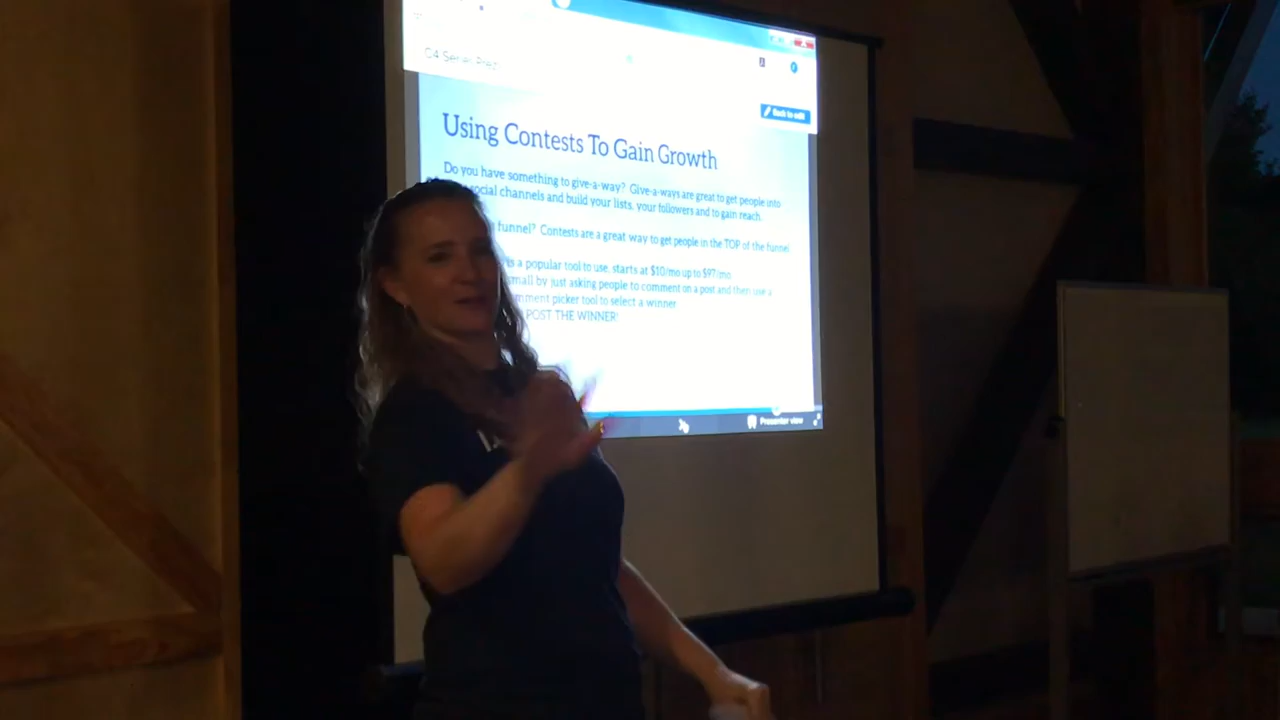 C4 Series Prep
Back to edit
Using Contests To Gain Growth
Do you have something to give-a-way? Give-a-ways are great to get people into
social channels and build your lists, your followers and to gain reach.
funnel? Contests are a great way to get people in the TOP of the funnel
is a popular tool to use, starts at $10/mo up to $97/mo
small by just asking people to comment on a post and then use a
comment picker tool to select a winner
POST THE WINNER!
Presenter view